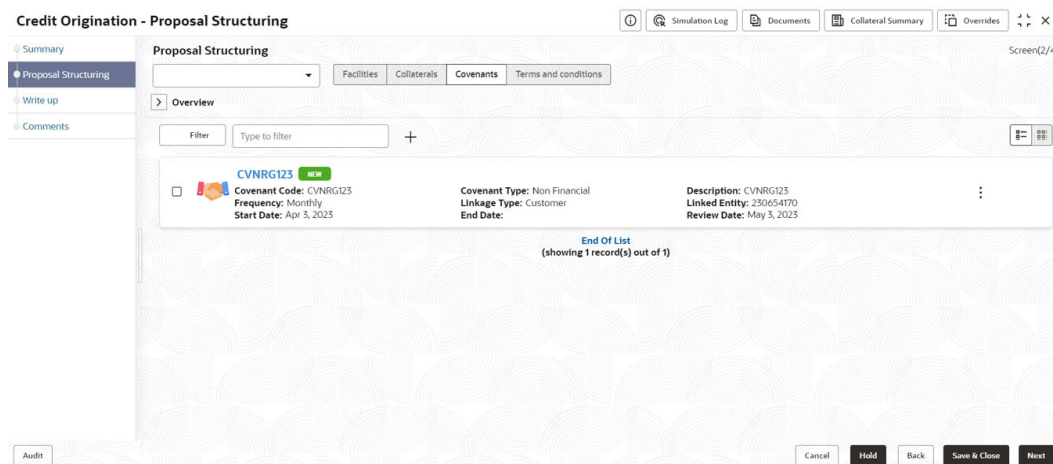 Credit Origination - Proposal Structuring
Simulation Log Documents Collateral Summary Overrides
Summary
Proposal Structuring
Write up
Comments
Proposal Structuring
Screen(2/4
Facilities Collaterals Covenants Terms and conditions
Overview
Filter Type to filter
CVNRG123 NEW
Covenant Code: CVNRG123 Covenant Type: Non Financial Description: CVNRG123
Frequency: Monthly Linkage Type: Customer Linked Entity: 230654170
Start Date: Apr 3, 2023 End Date: Review Date: May 3, 2023
End Of List
(showing 1 record(s) out of 1)
Audit Cancel Hold Back Save & Close Next